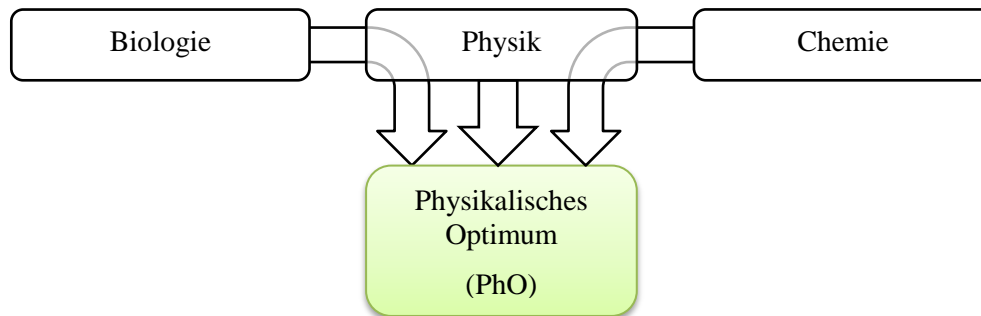 Biologie
Physik
Chemie
Physikalisches
Optimum
(PhO)